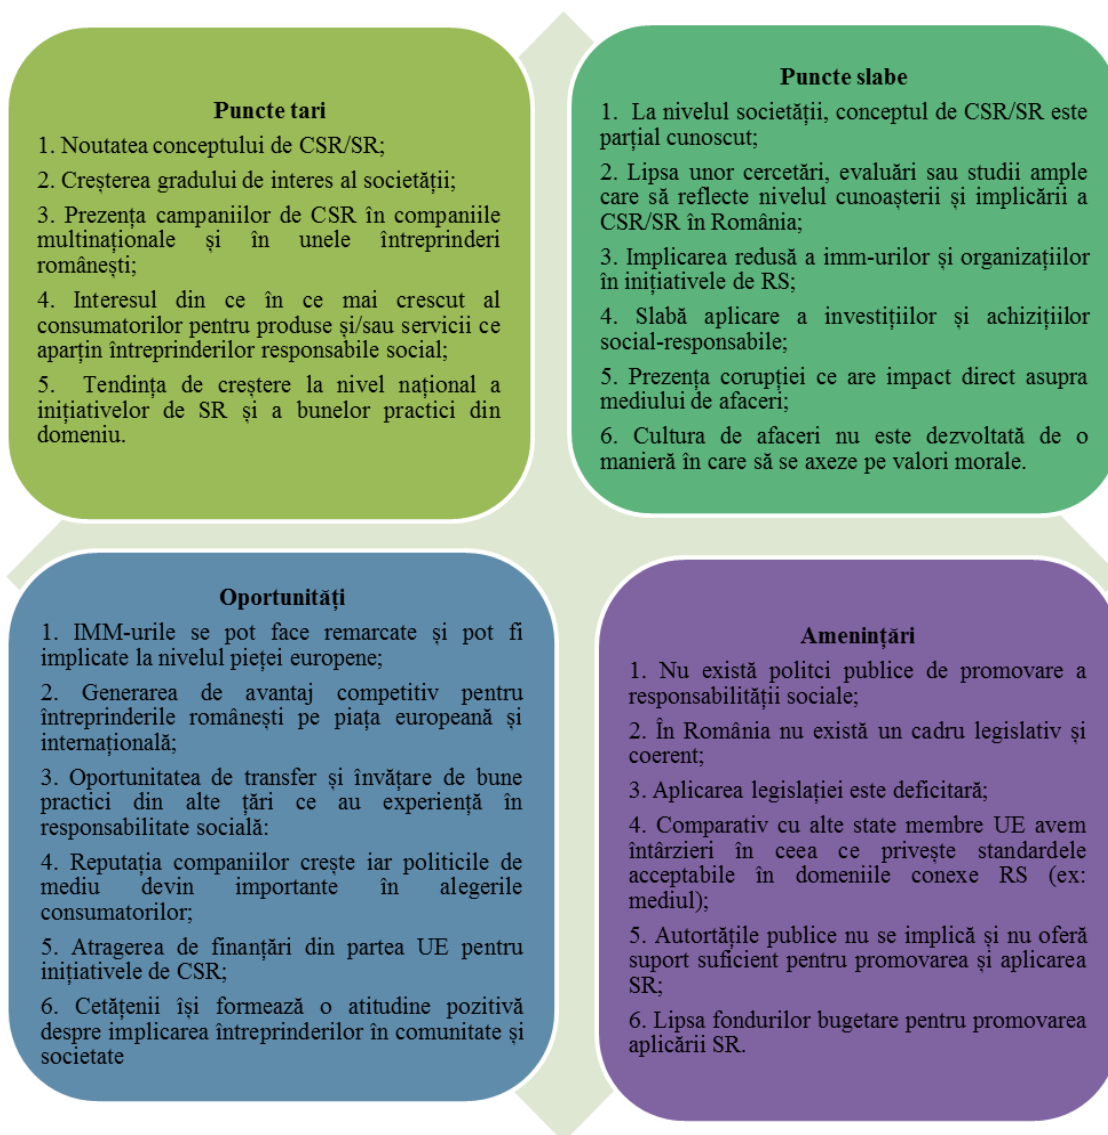 Puncte tari
1. Noutatea conceptului de CSR/SR;
2. Creșterea gradului de interes al societății;
3. Prezența campaniilor de CSR în companiile
multinaționale și în unele întreprinderi
românești;
4. Interesul din ce în ce mai crescut al
consumatorilor pentru produse și/sau servicii ce
aparțin întreprinderilor responsabile social;
5. Tendința de creștere la nivel național a
inițiativelor de SR și a bunelor practici din
domeniu.
Puncte slabe
1. La nivelul societății, conceptul de CSR/SR este
parțial cunoscut;
2. Lipsa unor cercetări, evaluări sau studii ample
care să reflecte nivelul cunoașterii și implicării a
CSR/SR în România;
3. Implicarea redusă a imm-urilor și organizațiilor
în inițiativele de RS;
4. Slabă aplicare a investițiilor și achizițiilor
social-responsabile;
5. Prezența corupției ce are impact direct asupra
mediului de afaceri;
6. Cultura de afaceri nu este dezvoltată de o
manieră în care să se axeze pe valori morale.
Oportunități
1. IMM-urile se pot face remarcate și pot fi
implicate la nivelul pieței europene;
2. Generarea de avantaj competitiv pentru
întreprinderile românești pe piața europeană și
internațională;
3. Oportunitatea de transfer și învățare de bune
practici din alte țări ce au experiență în
responsabilitate socială:
4. Reputația companiilor crește iar politicile de
mediu devin importante în alegerile
consumatorilor;
5. Atragerea de finanțări din partea UE pentru
inițiativele de CSR;
6. Cetățenii își formează o atitudine pozitivă
despre implicarea întreprinderilor în comunitate și
societate
Amenințări
1. Nu există politci publice de promovare a
responsabilității sociale;
2. În România nu există un cadru legislativ și
coerent;
3. Aplicarea legislației este deficitară;
4. Comparativ cu alte state membre UE avem
întârzieri în ceea ce privește standardele
acceptabile în domeniile conexe RS (ex:
mediul);
5. Autortățile publice nu se implică și nu oferă
suport suficient pentru promovarea și aplicarea
SR;
6. Lipsa fondurilor bugetare pentru promovarea
aplicării SR.